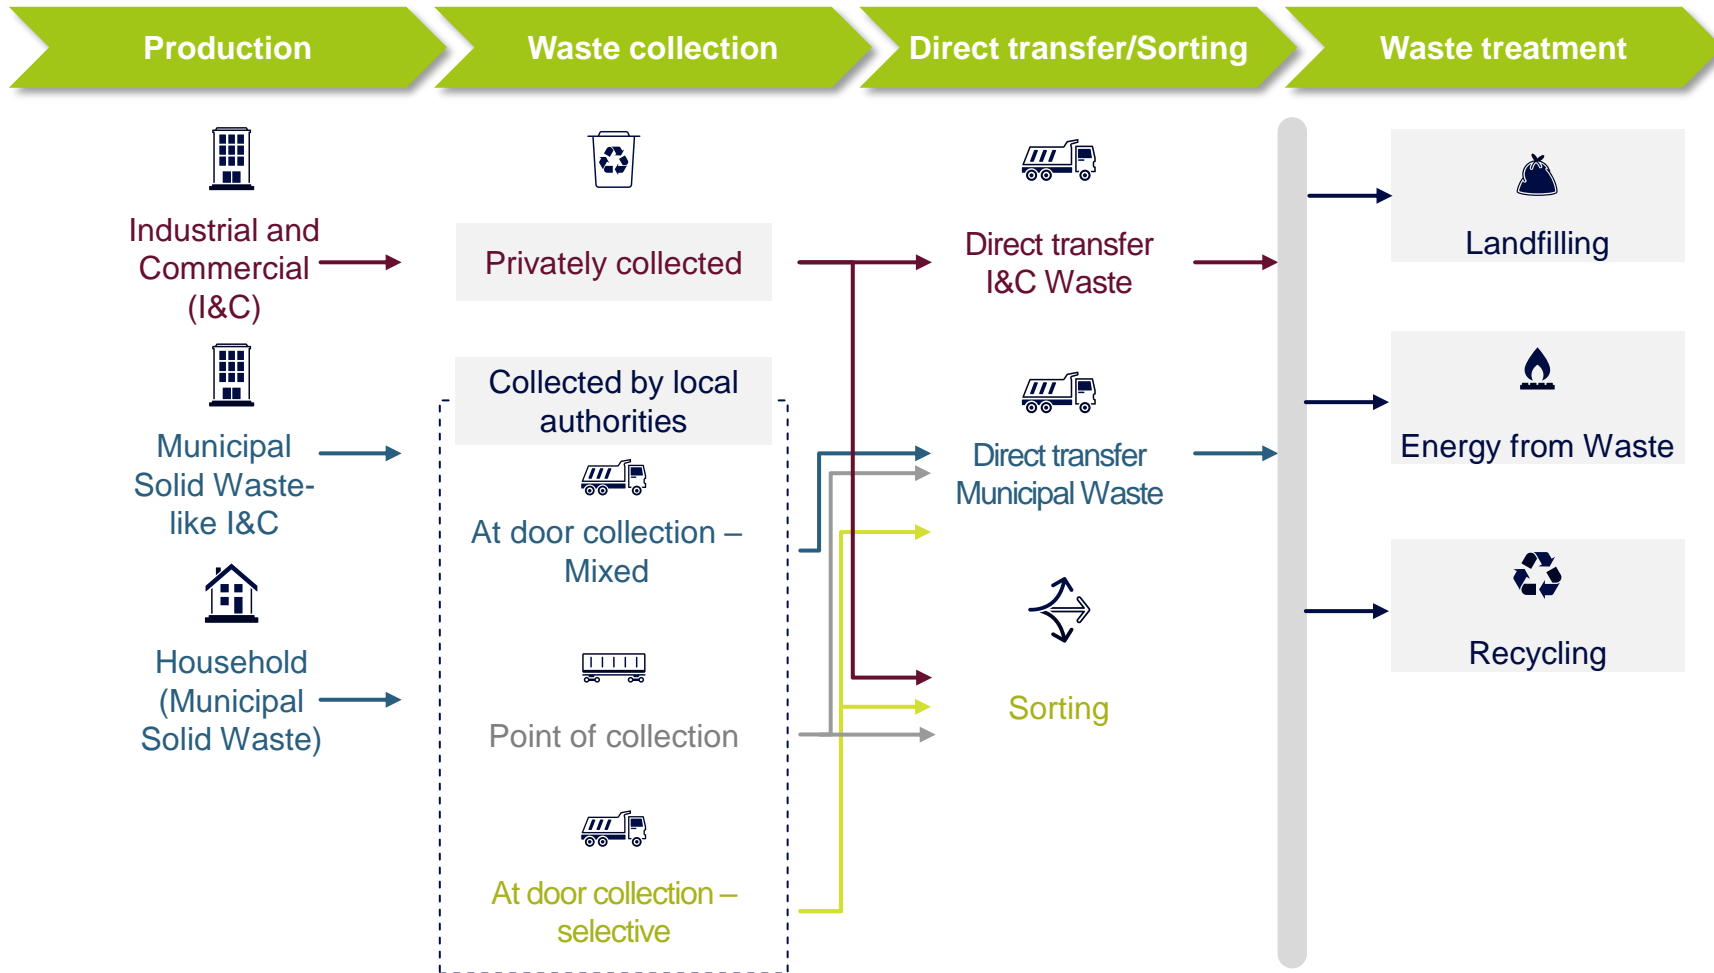 Production
Waste collection
Direct transfer/Sorting
Waste treatment
Industrial and
Commercial
(I&C)
Municipal
Solid Waste-
like I&C
Household
(Municipal
Solid Waste)
Privately collected
Collected by local
authorities
At door collection –
Mixed
Point of collection
At door collection –
selective
Direct transfer
I&C Waste
Direct transfer
Municipal Waste
Sorting
Landfilling
Energy from Waste
Recycling